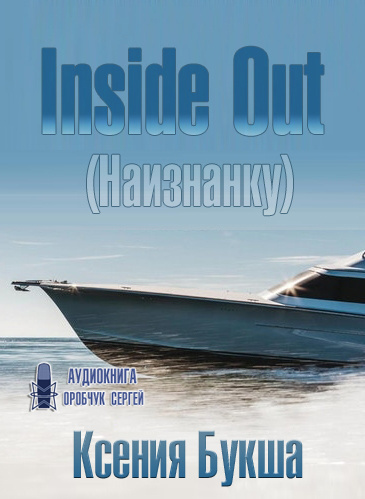 Inside Out
(Наизнанку)
АУДИОКНИГА
ОРОБЧУК СЕРГЕЙ
Ксения Букша